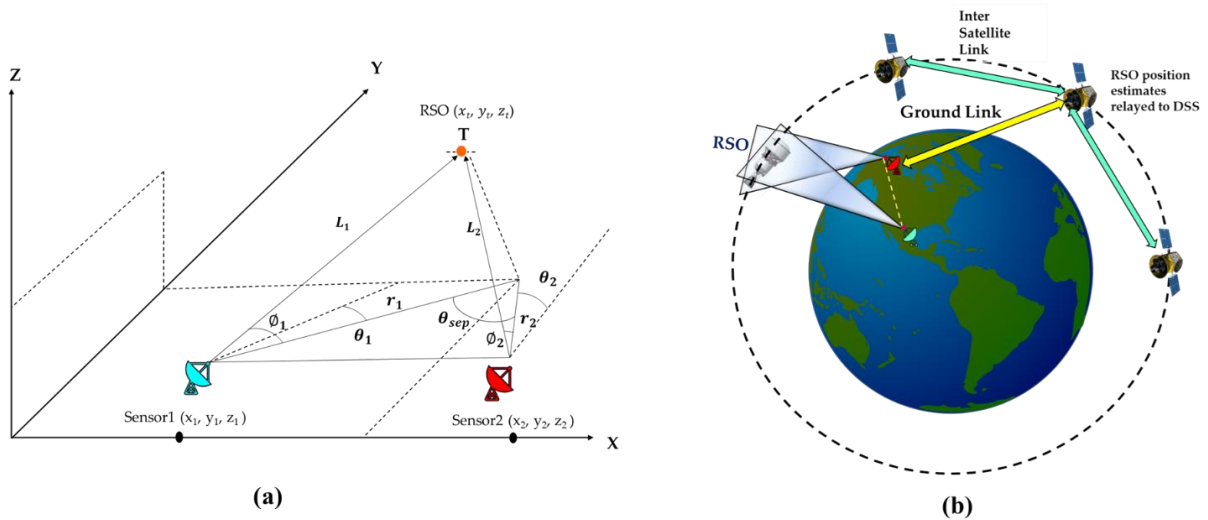 Z
Y
RSO (xₜ, yₜ, zₜ)
T
L₁
L₂
θ₂
r₁
∅₁
θ₁
θₛₑₚ
r₂
∅₂
Sensor1 (x₁, y₁, z₁)
Sensor2 (x₂, y₂, z₂)
X
(a)
Inter
Satellite
Link
RSO position
estimates
relayed to DSS
Ground Link
RSO
(b)